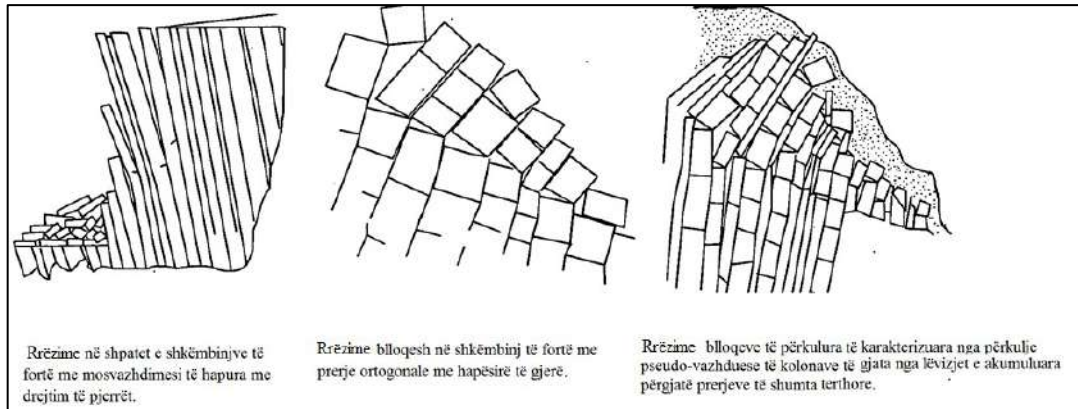 Rrëzime në shpatet e shkëmbinjve të
fortë me mosvazhdimesi të hapura me
drejtim të pjerrët.
Rrëzime blloqesh në shkëmbinj të fortë me
prerje ortogonale me hapësirë të gjerë.
Rrëzime blloqeve të përkulura të karakterizuara nga përkulje
pseudo-vazhduese të kolonave të gjata nga lëvizjet e akumuluara
përgjatë prerjeve të shumta terthore.